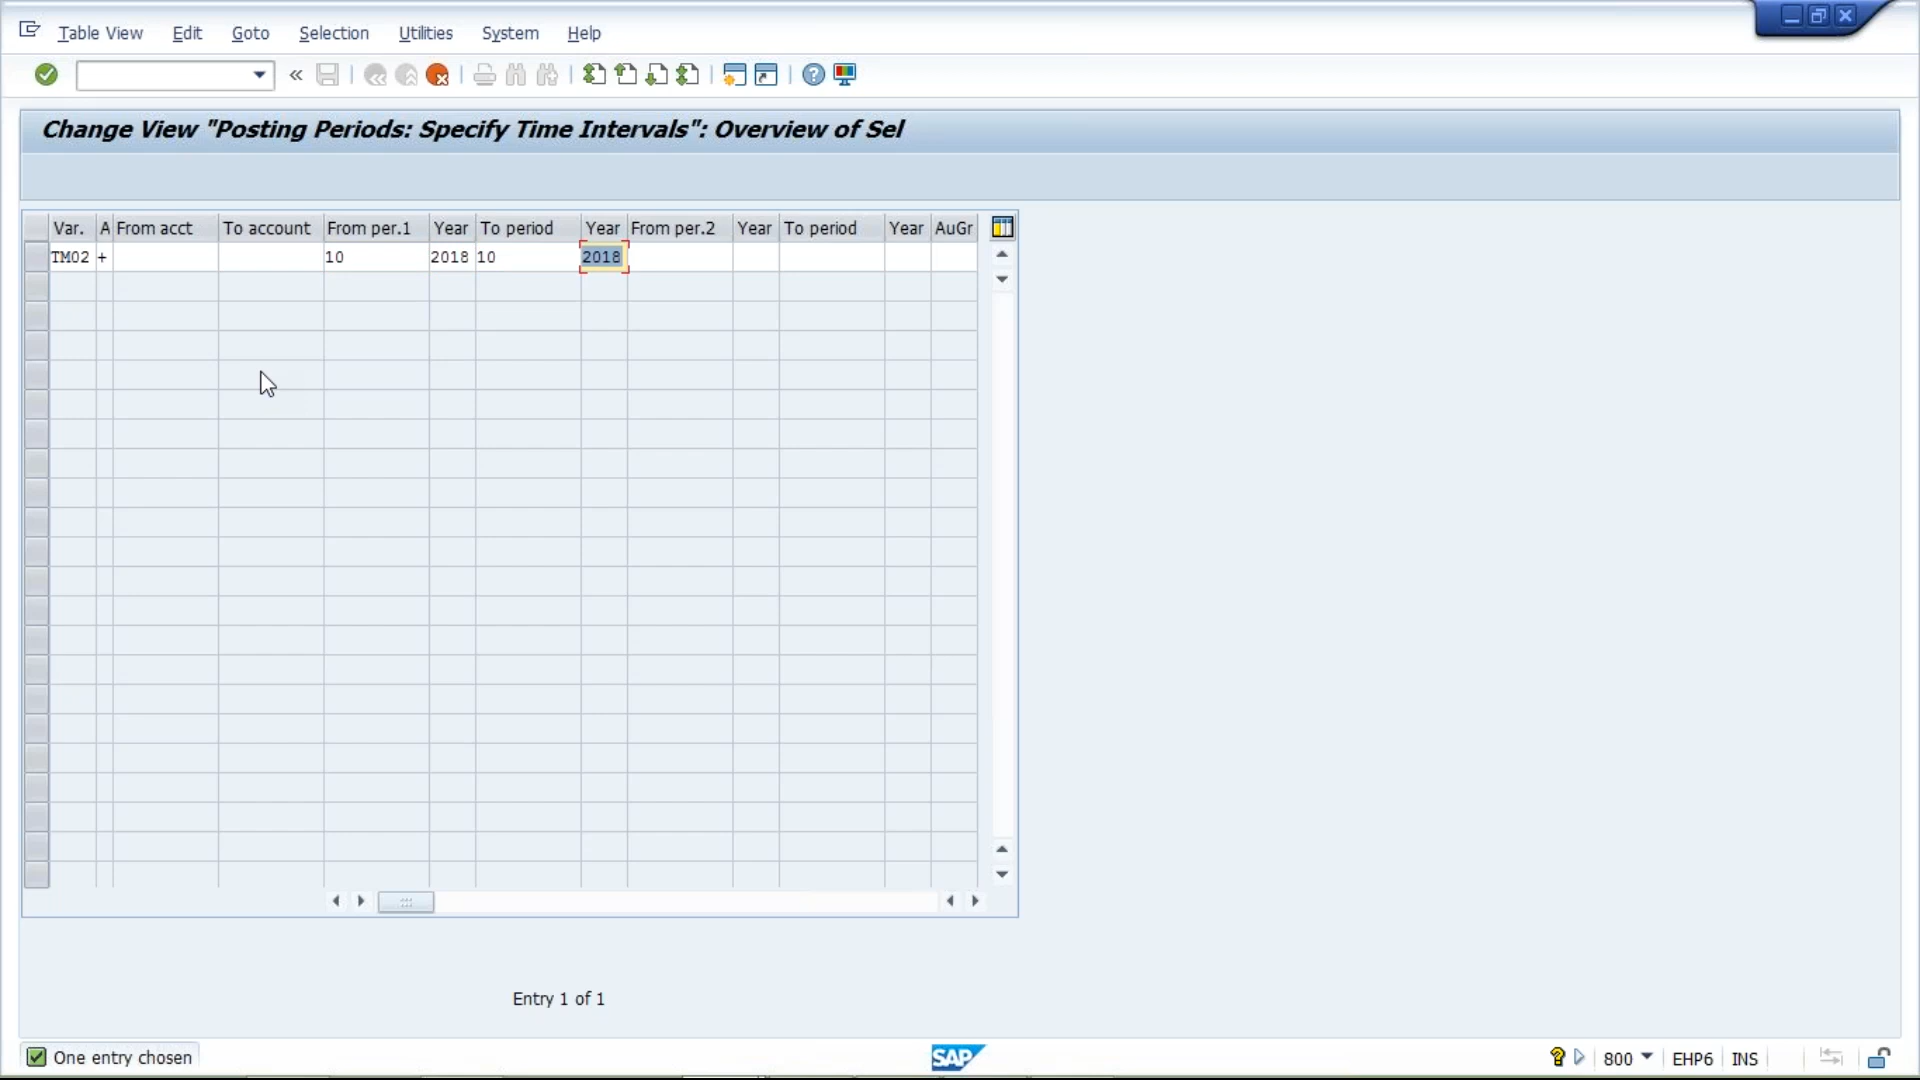 Table View Edit Goto Selection Utilities System Help
Change View "Posting Periods: Specify Time Intervals": Overview of Sel
Var. A From acct To account From per.1 Year To period Year From per.2 Year To period Year AuGr
TM02 + 10 2018 10 2018
Entry 1 of 1
One entry chosen SAP 800 EHP6 INS